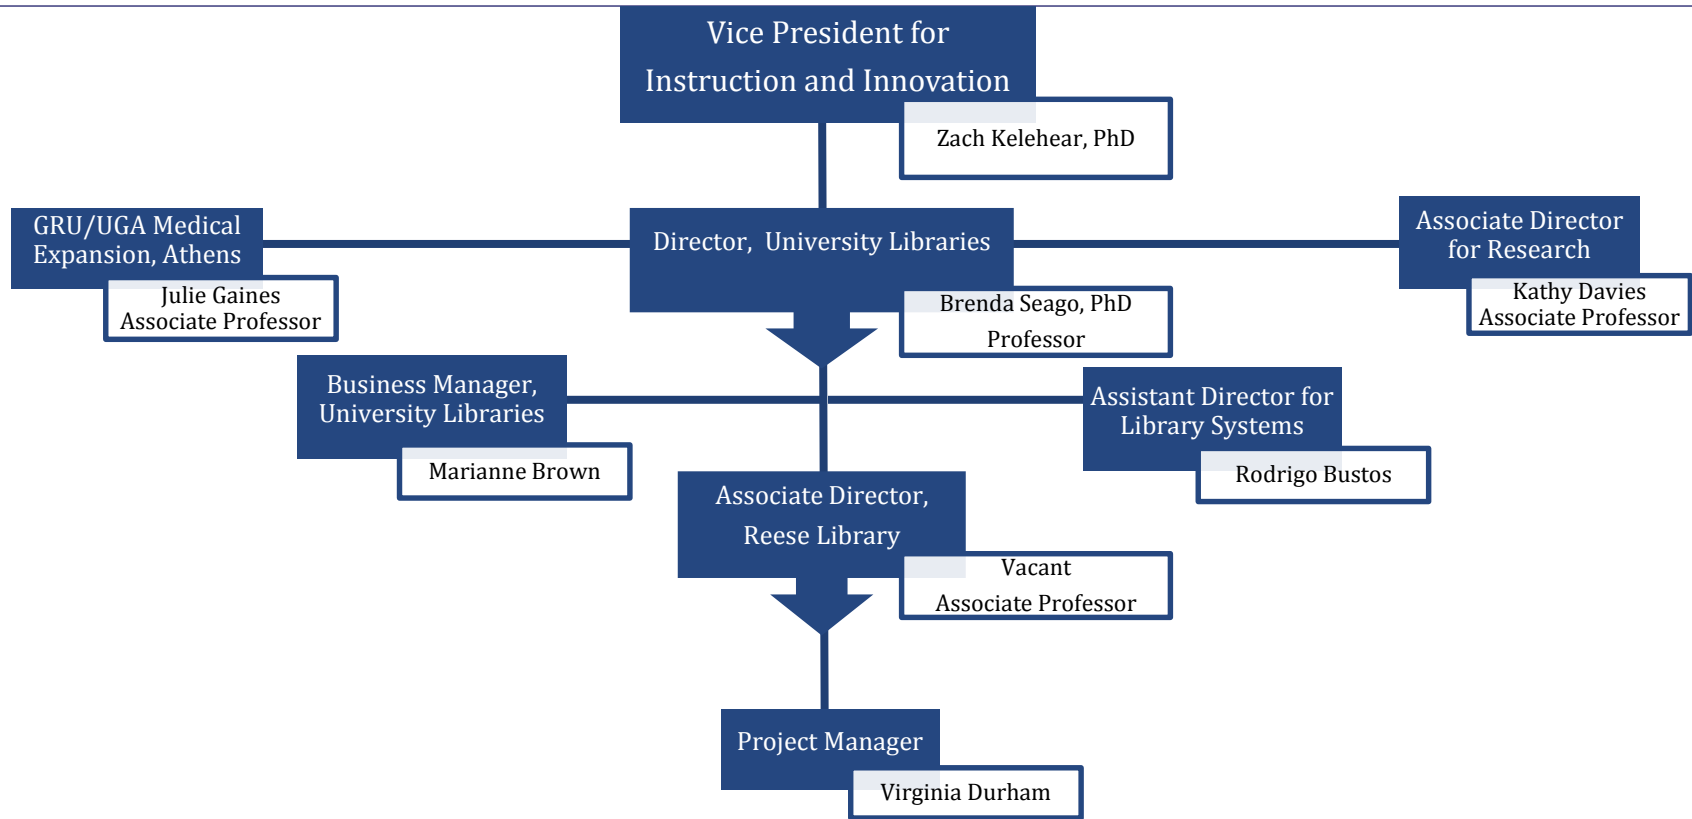 Vice President for
Instruction and Innovation
Zach Kelehear, PhD
GRU/UGA Medical
Expansion, Athens
Julie Gaines
Associate Professor
Director, University Libraries
Brenda Seago, PhD
Professor
Associate Director
for Research
Kathy Davies
Associate Professor
Business Manager,
University Libraries
Marianne Brown
Assistant Director for
Library Systems
Rodrigo Bustos
Associate Director,
Reese Library
Vacant
Associate Professor
Project Manager
Virginia Durham